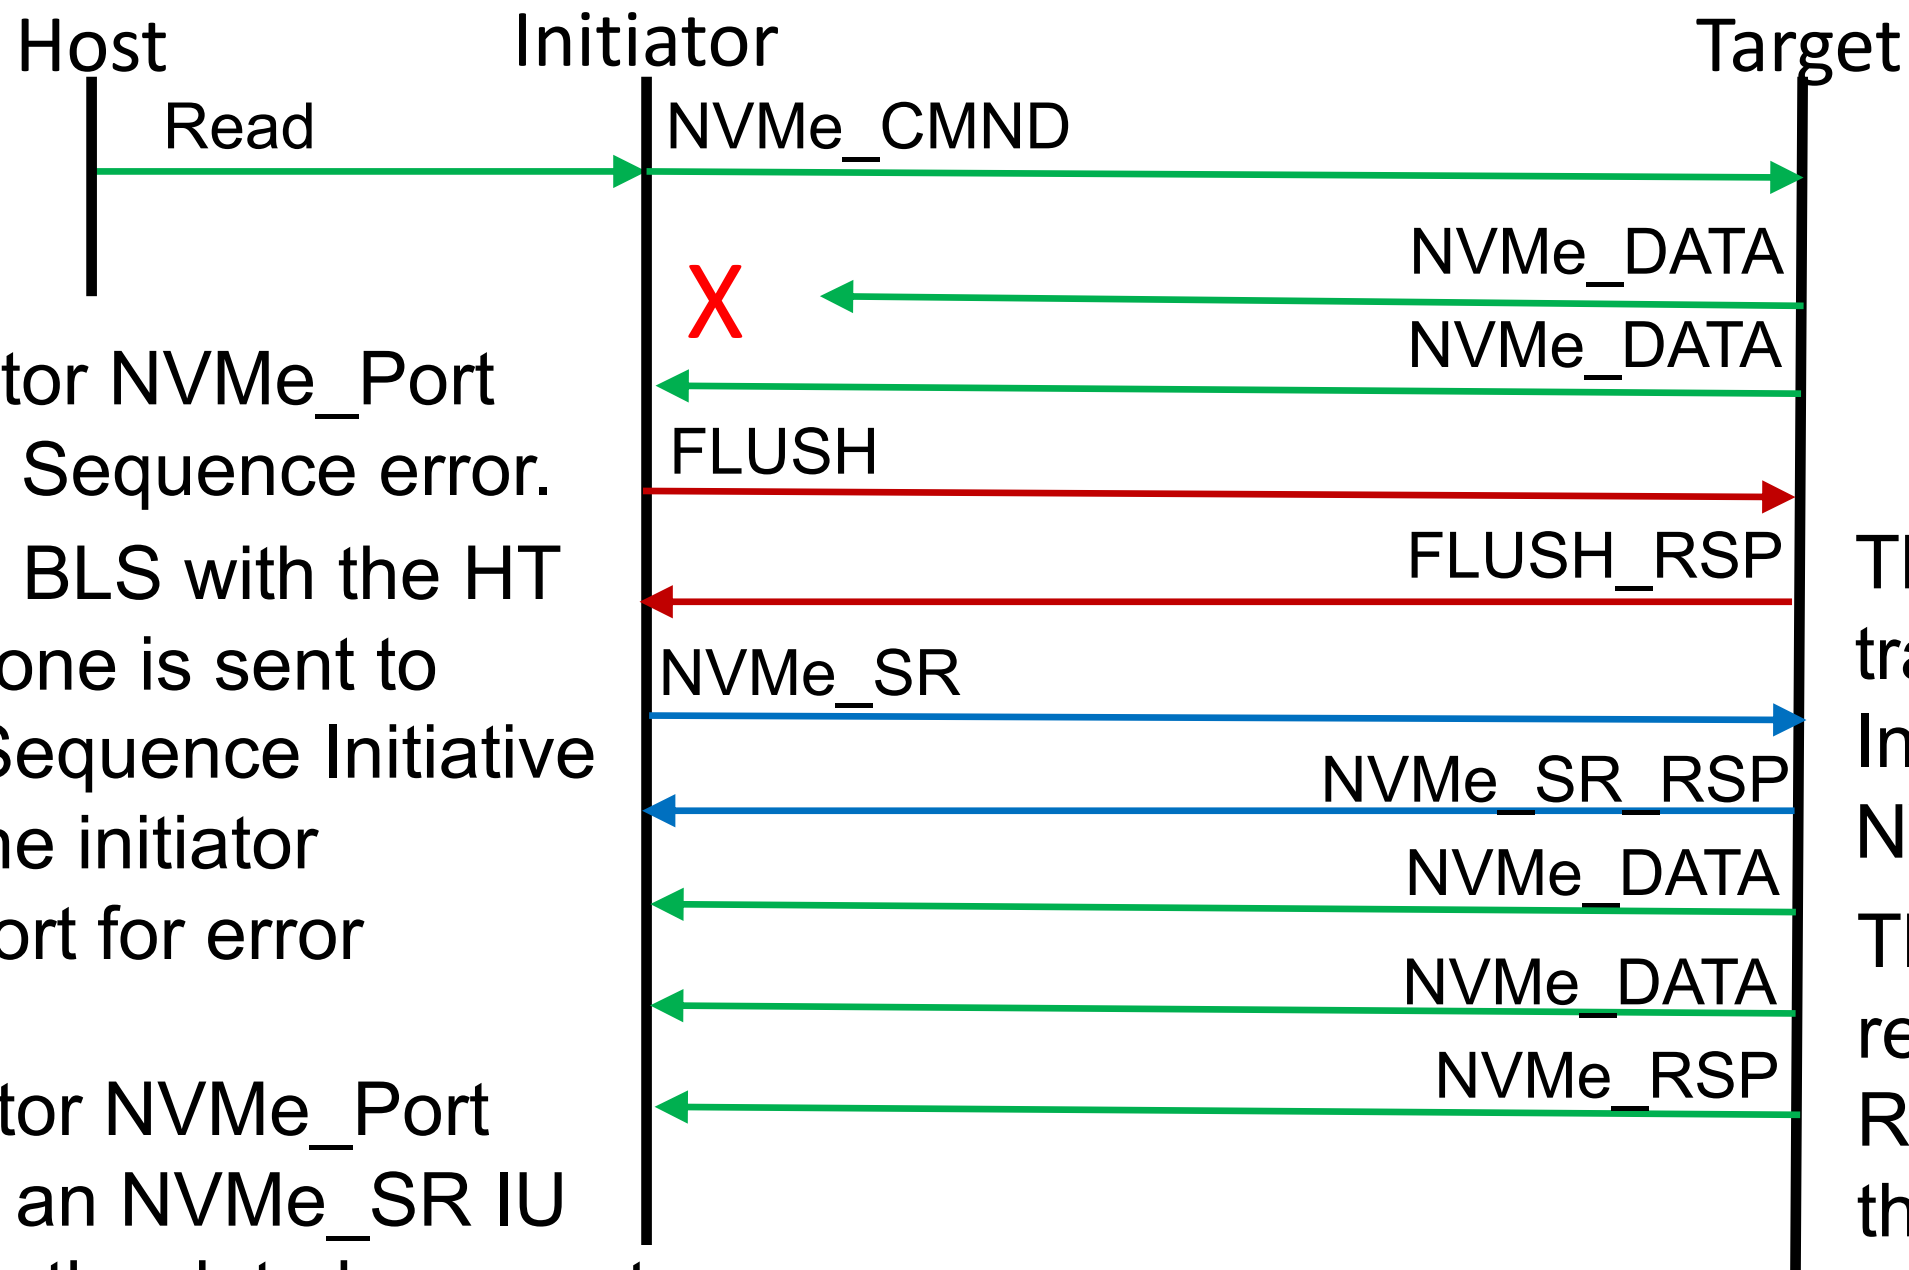 Host
Initiator
Target
Read
NVMe_CMND
NVMe_DATA
X
NVMe_DATA
FLUSH
FLUSH_RSP
NVMe_SR
NVMe_SR_RSP
NVMe_DATA
NVMe_DATA
NVMe_RSP
tor NVMe_Port
Sequence error.
BLS with the HT
one is sent to
Sequence Initiative
ne initiator
ort for error
tor NVMe_Port
an NVMe_SR IU